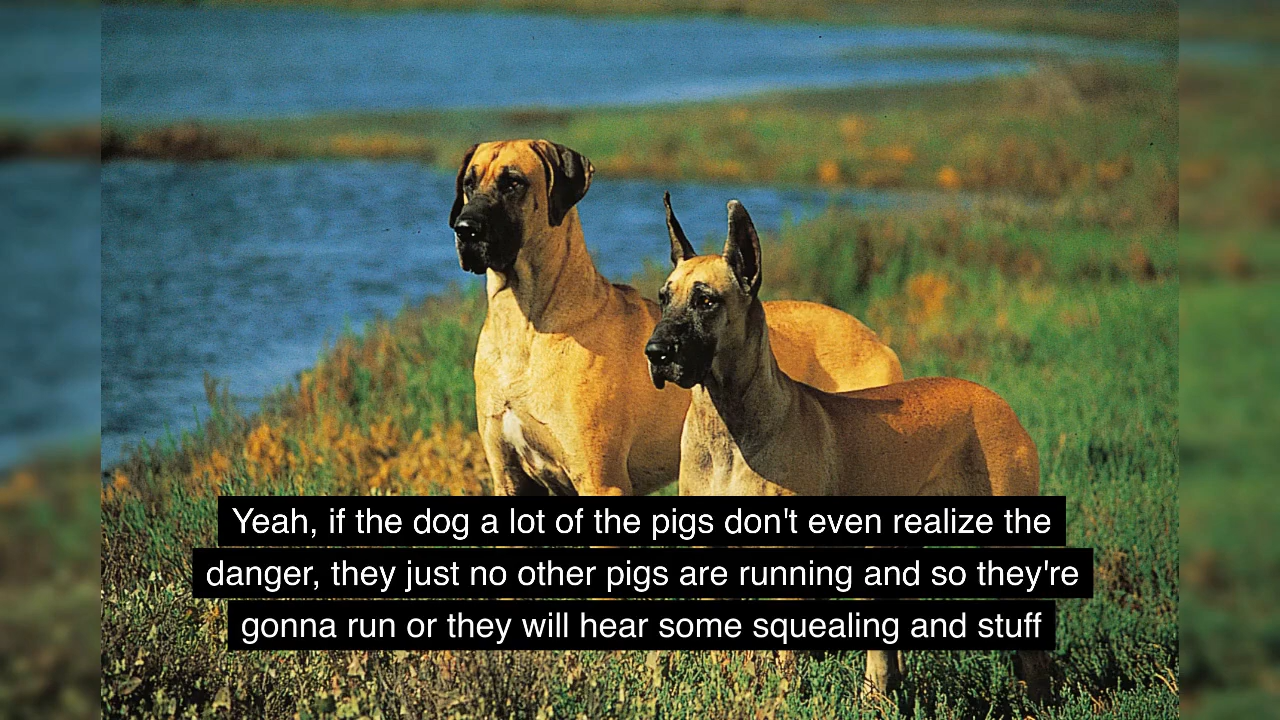 Yeah, if the dog a lot of the pigs don't even realize the
danger, they just no other pigs are running and so they're
gonna run or they will hear some squealing and stuff